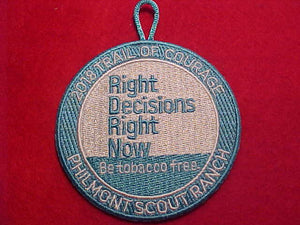 2018 TRAIL OF COURAGE
Right
Decisions
Right
Now
Be tobacco free
PHILMONT SCOUT RANCH